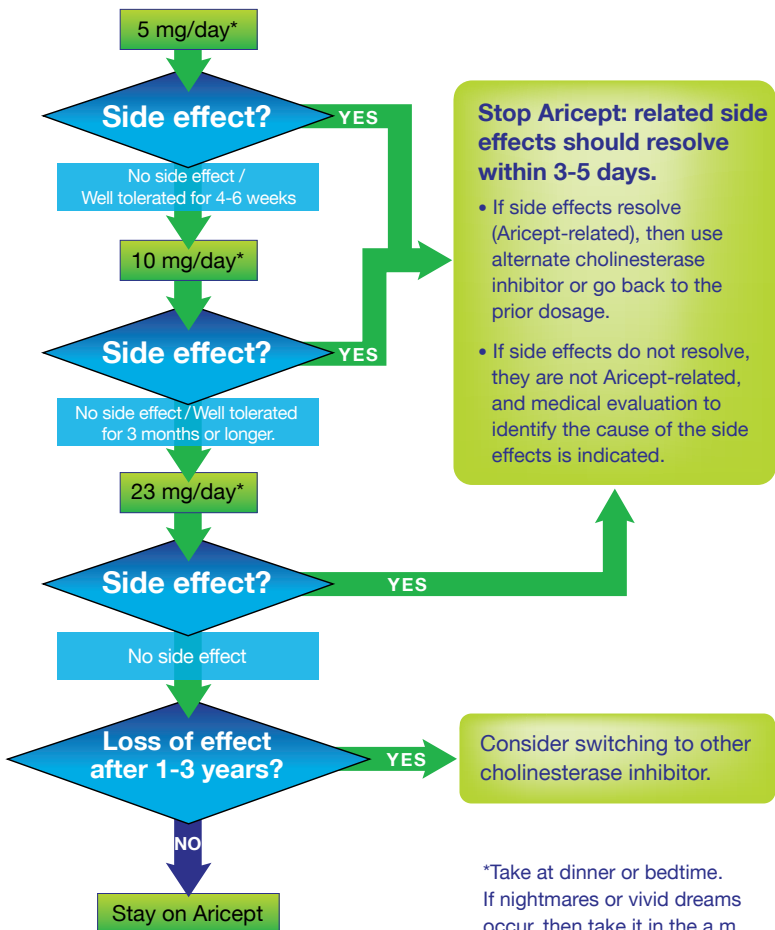 5 mg/day*
Side effect?
YES
No side effect /
Well tolerated for 4-6 weeks
10 mg/day*
Side effect?
YES
No side effect/Well tolerated
for 3 months or longer.
23 mg/day*
Side effect?
YES
No side effect
Loss of effect
after 1-3 years?
YES
NO
Stay on Aricept
Stop Aricept: related side
effects should resolve
within 3-5 days.
• If side effects resolve
(Aricept-related), then use
alternate cholinesterase
inhibitor or go back to the
prior dosage.
• If side effects do not resolve,
they are not Aricept-related,
and medical evaluation to
identify the cause of the side
effects is indicated.
Consider switching to other
cholinesterase inhibitor.
*Take at dinner or bedtime.
If nightmares or vivid dreams
occur, then take it in the a.m.